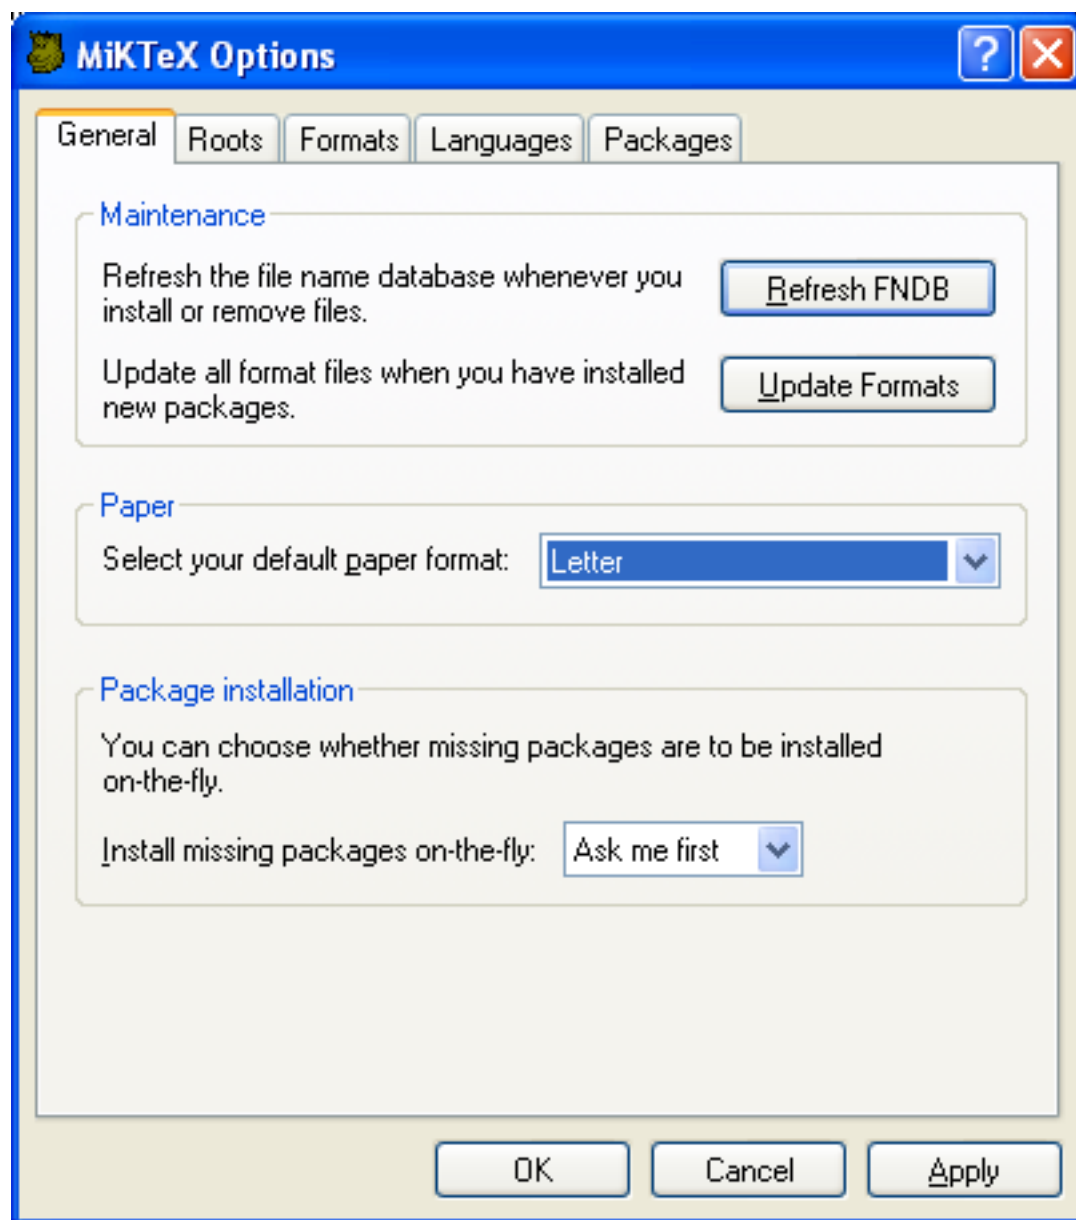 MiKTeX Options
General Roots Formats Languages Packages
Maintenance
Refresh the file name database whenever you
install or remove files.
Refresh FNDB
Update all format files when you have installed
new packages.
Update Formats
Paper
Select your default paper format: Letter
Package installation
You can choose whether missing packages are to be installed
on-the-fly.
Install missing packages on-the-fly: Ask me first
OK Cancel Apply